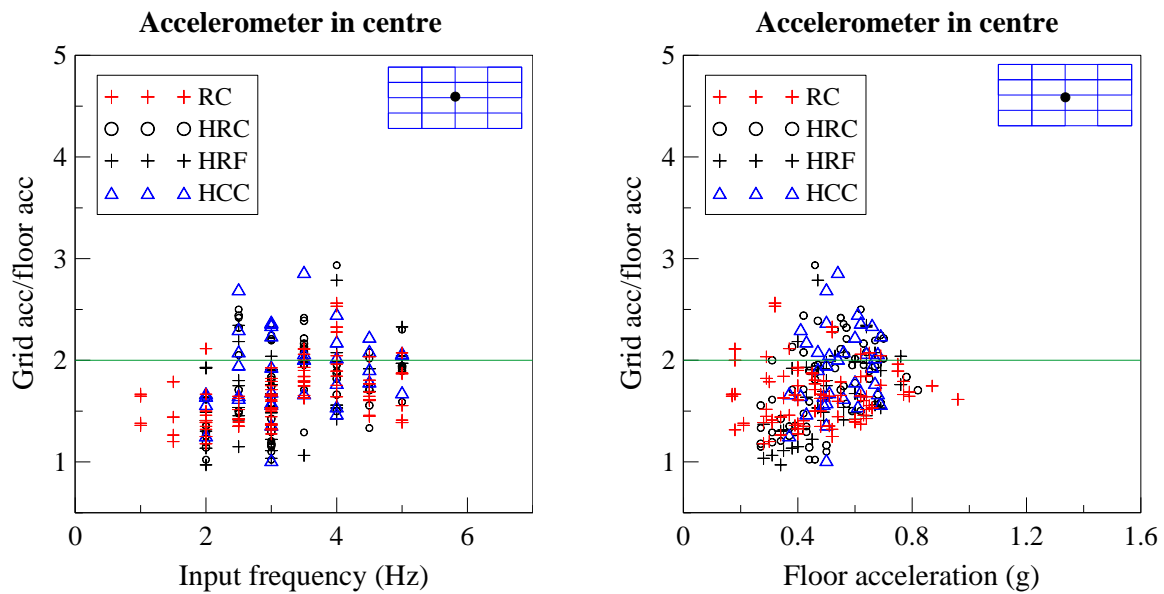 Accelerometer in centre
5
4
3
2
1
0
2
4
6
Grid acc/floor acc
Input frequency (Hz)
RC
HRC
HRF
HCC
Accelerometer in centre
5
4
3
2
1
0
0.4
0.8
1.2
1.6
Grid acc/floor acc
Floor acceleration (g)
RC
HRC
HRF
HCC